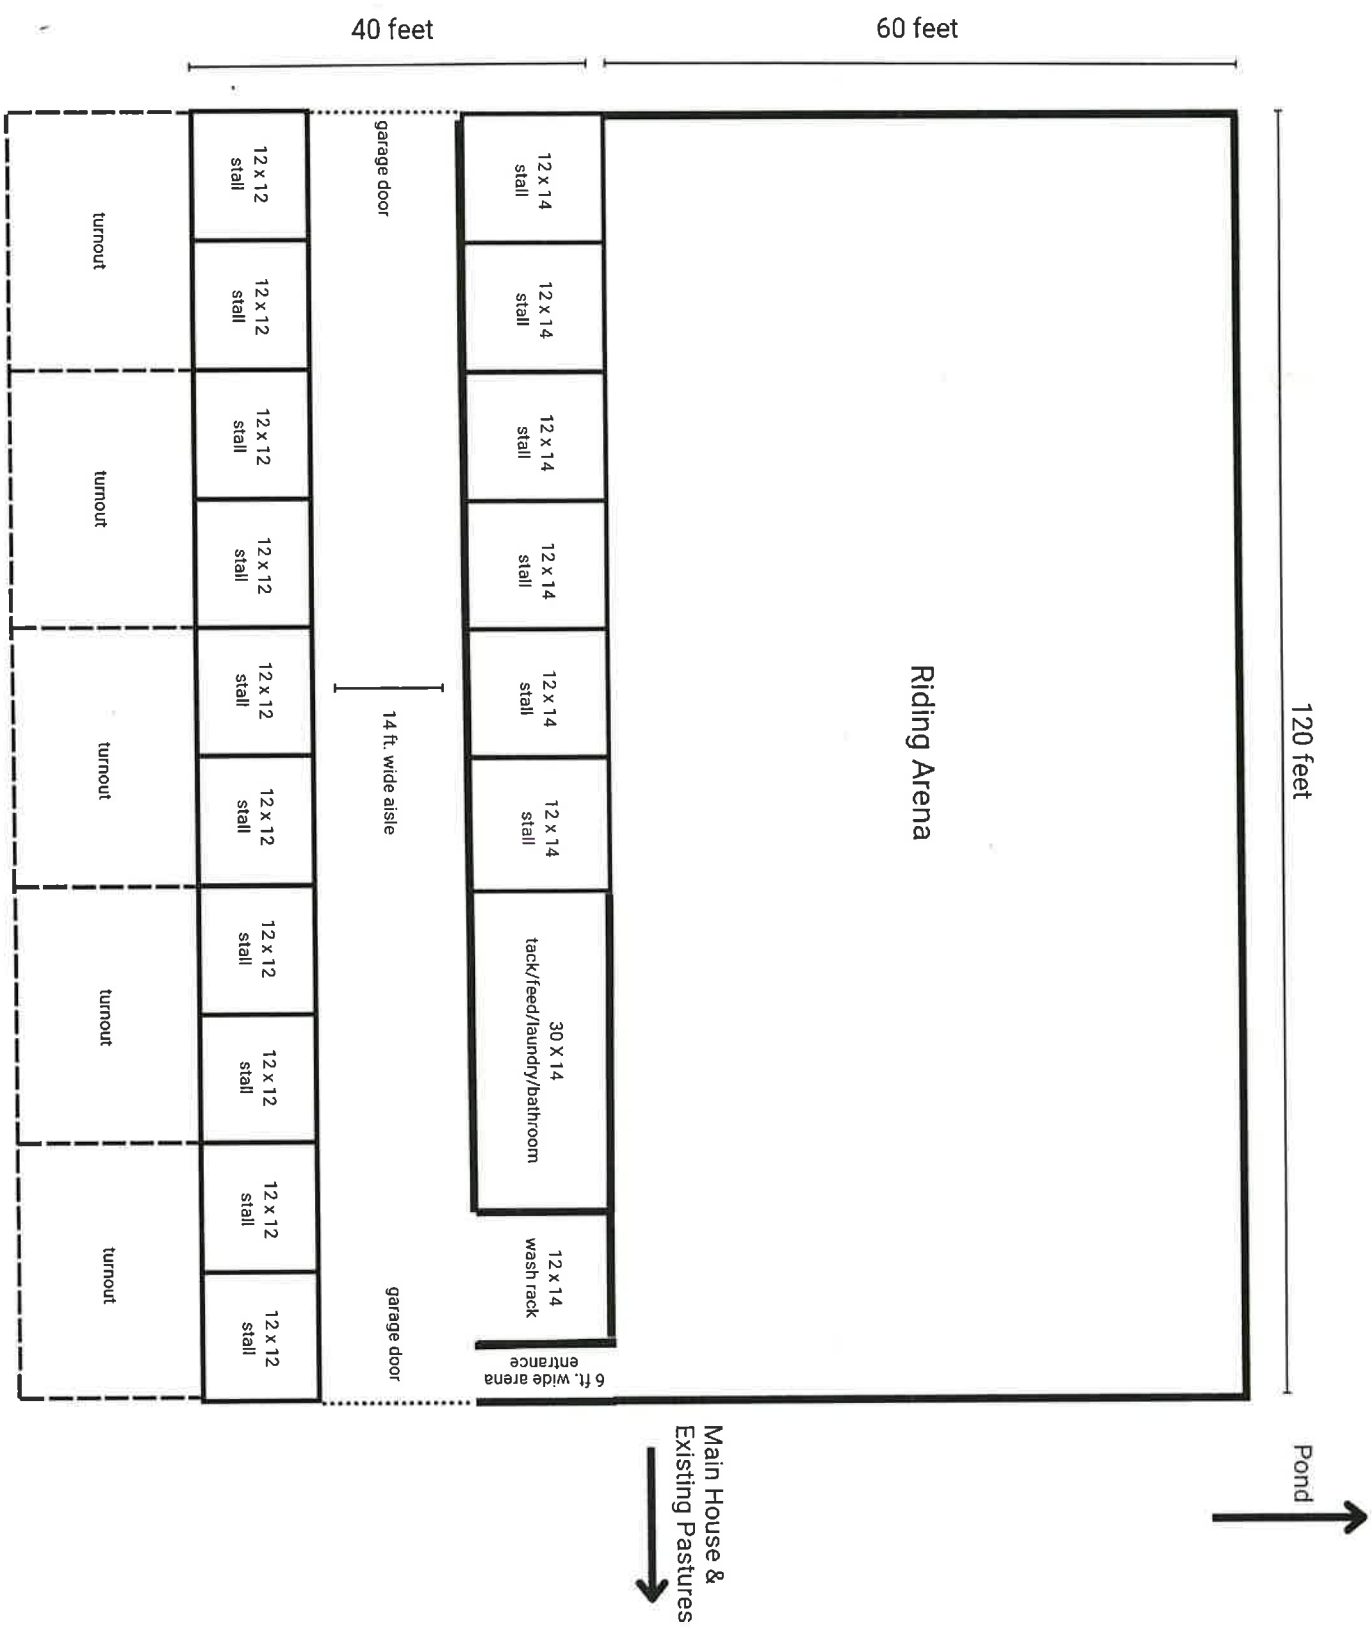 40 feet
60 feet
120 feet
garage door
12 x 12
stall
12 x 12
stall
12 x 12
stall
12 x 12
stall
12 x 12
stall
12 x 12
stall
12 x 12
stall
12 x 12
stall
12 x 12
stall
12 x 12
stall
turnout
turnout
turnout
turnout
turnout
14 ft. wide aisle
garage door
12 x 14
stall
12 x 14
stall
12 x 14
stall
12 x 14
stall
12 x 14
stall
12 x 14
stall
30 X 14
tack/feed/laundry/bathroom
12 x 14
wash rack
6 ft. wide arena
entrance
Riding Arena
Main House &
Existing Pastures
Pond